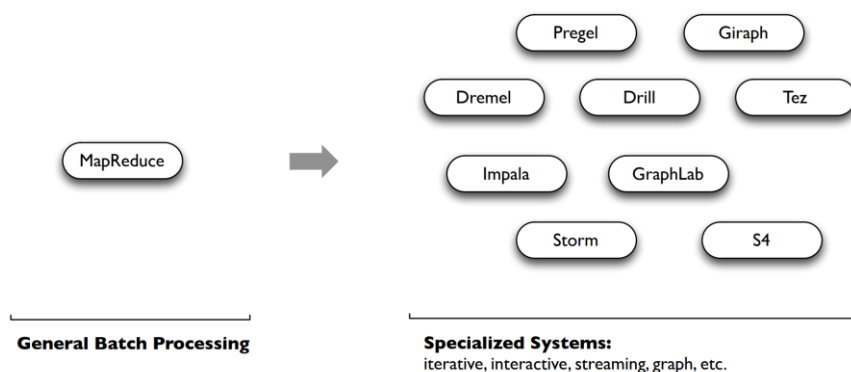 Pregel
Giraph
Dremel
Drill
Tez
MapReduce
Impala
GraphLab
Storm
S4
General Batch Processing
Specialized Systems:
iterative, interactive, streaming, graph, etc.